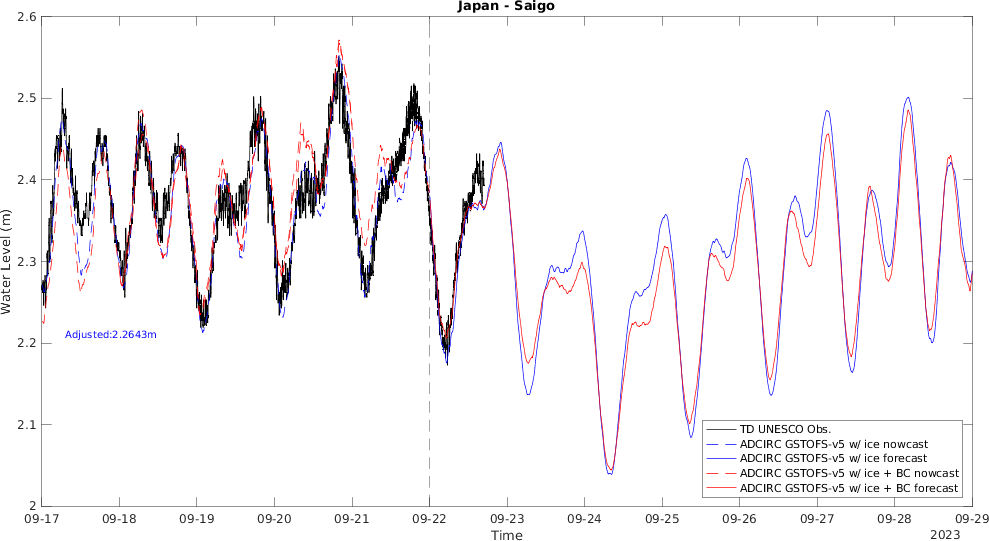 Japan - Saigo
2.6
2.5
2.4
2.3
2.2
2.1
2
Water Level (m)
Adjusted:2.2643m
TD UNESCO Obs.
ADCIRC GSTOFS-v5 w/ ice nowcast
ADCIRC GSTOFS-v5 w/ ice forecast
ADCIRC GSTOFS-v5 w/ ice + BC nowcast
ADCIRC GSTOFS-v5 w/ ice + BC forecast
09-17 09-18 09-19 09-20 09-21 09-22 09-23 09-24 09-25 09-26 09-27 09-28 09-29
Time
2023